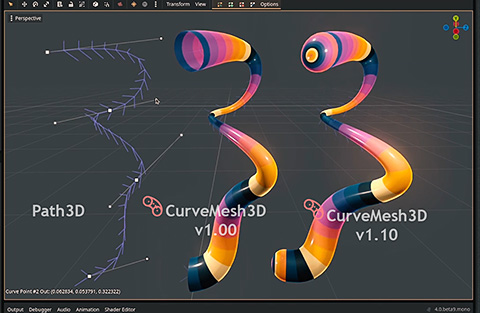 Transform View Options
Perspective
Path3D
CurveMesh3D
v1.00
CurveMesh3D
v1.10
Curve Point #2 Out: (0.062834, 0.053791, 0.322322)
Output Debugger Audio Animation Shader Editor
4.0.beta9.mono